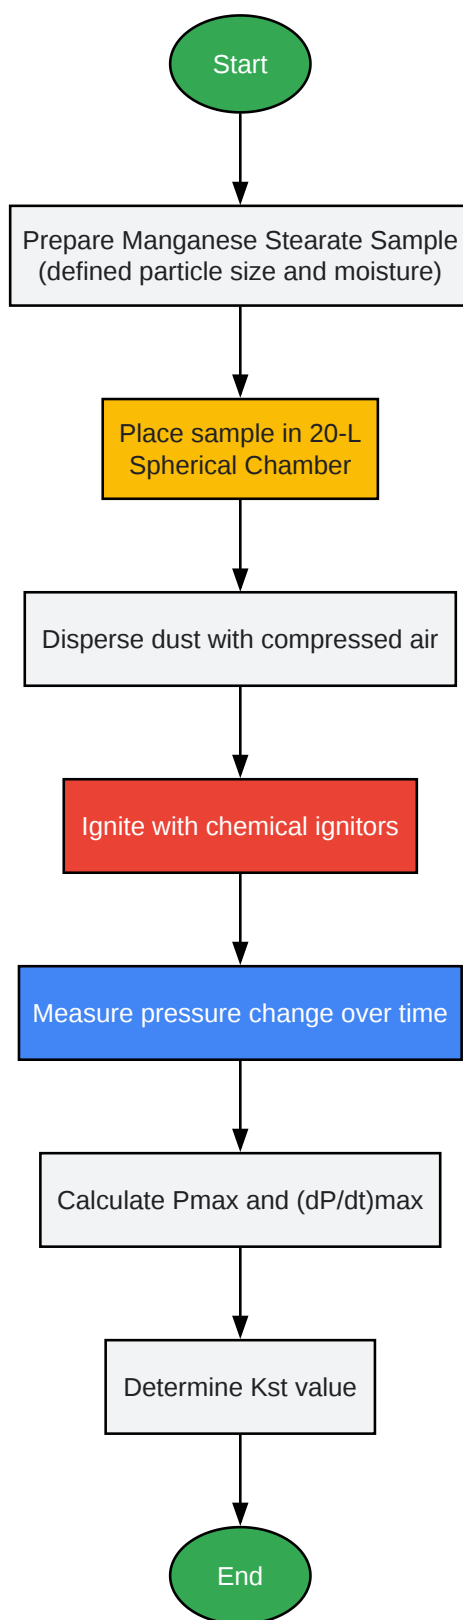 Start
Prepare Manganese Stearate Sample
(defined particle size and moisture)
Place sample in 20-L
Spherical Chamber
Disperse dust with compressed air
Ignite with chemical ignitors
Measure pressure change over time
Calculate Pmax and (dP/dt)max
Determine Kst value
End